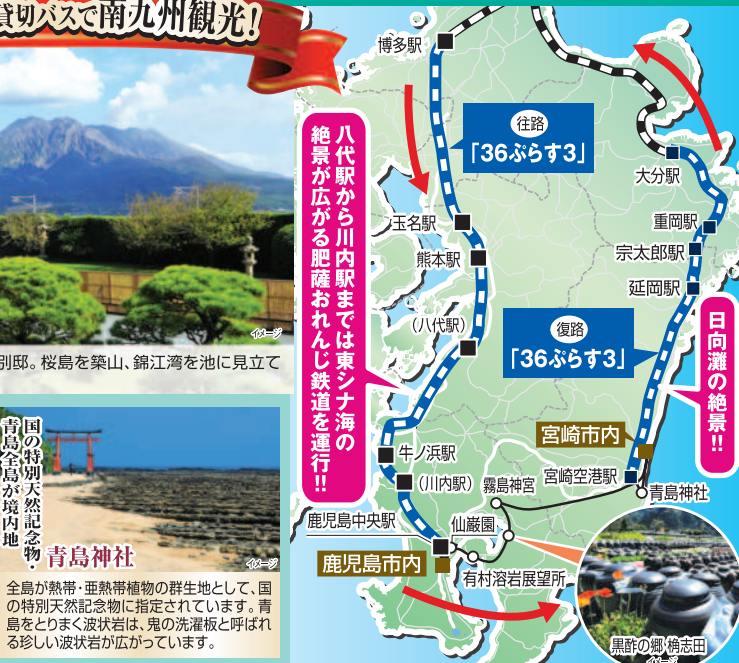 貸切バスで南九州観光!
イメージ
別邸。桜島を築山、錦江湾を池に見立て
国の特別天然記念物・
青島全島が境内地
青島神社
イメージ
全島が熱帯・亜熱帯植物の群生地として、国
の特別天然記念物に指定されています。青
島をとりまく波状岩は、鬼の洗濯板と呼ばれ
る珍しい波状岩が広がっています。
博多駅
往路
「36ぷらす3」
大分駅
八代駅から川内駅までは東シナ海の
絶景が広がる肥薩おれんじ鉄道を運行!!
玉名駅
熊本駅
(八代駅)
重岡駅
宗太郎駅
延岡駅
復路
「36ぷらす3」
日向灘の絶景!!
宮崎市内
牛ノ浜駅
(川内駅)
霧島神宮
宮崎空港駅
青島神社
鹿児島中央駅
仙巌園
鹿児島市内
有村溶岩展望所
黒酢の郷 桷志田
イメージ